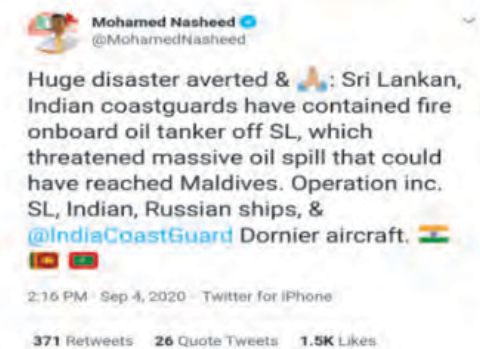 Mohamed Nasheed
@MohamedNasheed
Huge disaster averted & 🙏🏼: Sri Lankan,
Indian coastguards have contained fire
onboard oil tanker off SL, which
threatened massive oil spill that could
have reached Maldives. Operation inc.
SL, Indian, Russian ships, &
@IndiaCoastGuard Dornier aircraft. 🇮🇳
🇱🇰 🇲🇻
2:16 PM · Sep 4, 2020 · Twitter for iPhone
371 Retweets 26 Quote Tweets 1.5K Likes